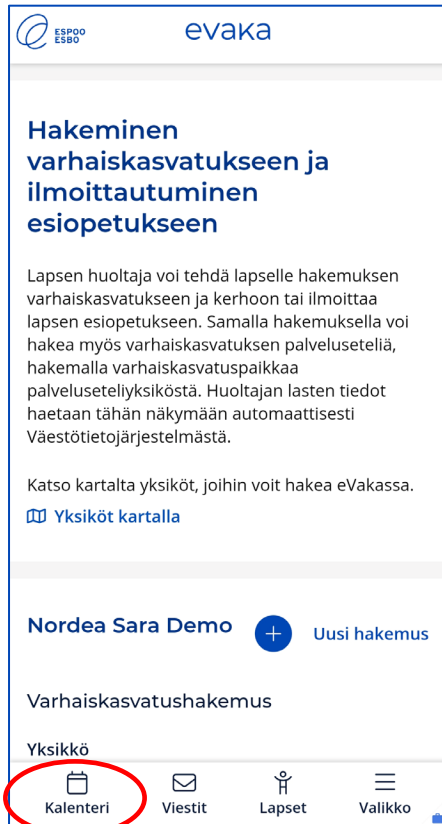 ESPOO
ESBO
evaka
Hakeminen
varhaiskasvatukseen ja
ilmoittautuminen
esiopetukseen
Lapsen huoltaja voi tehdä lapselle hakemuksen
varhaiskasvatukseen ja kerhoon tai ilmoittaa
lapsen esiopetukseen. Samalla hakemuksella voi
hakea myös varhaiskasvatuksen palveluseteliä,
hakemalla varhaiskasvatuspaikkaa
palveluseteliyksiköstä. Huoltajan lasten tiedot
haetaan tähän näkymään automaattisesti
Väestötietojärjestelmästä.
Katso kartalta yksiköt, joihin voit hakea eVakassa.
Yksiköt kartalla
Nordea Sara Demo Uusi hakemus
Varhaiskasvatushakemus
Yksikkö
Kalenteri Viestit Lapset Valikko